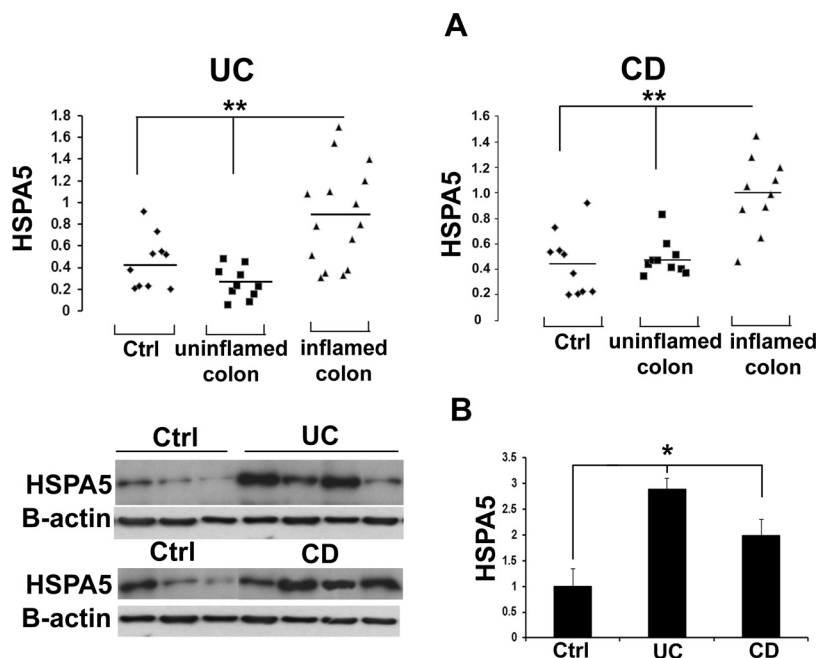 A
UC
**
HSPA5
1.8
1.6
1.4
1.2
1
0.8
0.6
0.4
0.2
0
Ctrl
uninflamed
colon
inflamed
colon
CD
**
HSPA5
1.6
1.4
1.2
1.0
0.8
0.6
0.4
0.2
0
Ctrl
uninflamed
colon
inflamed
colon
Ctrl UC
HSPA5
B-actin
Ctrl CD
HSPA5
B-actin
B
*
HSPA5
3.5
3
2.5
2
1.5
1
0.5
0
Ctrl UC CD